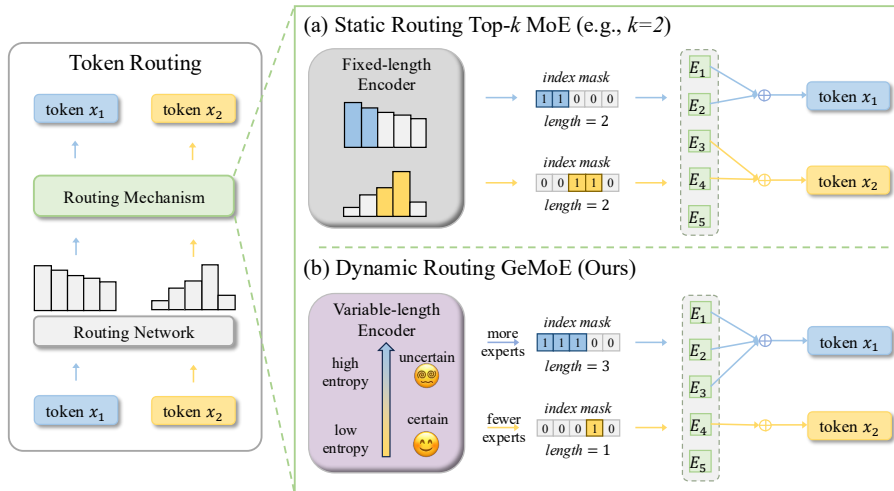 Token Routing
token x₁
token x₂
Routing Mechanism
Routing Network
token x₁
token x₂
(a) Static Routing Top-k MoE (e.g., k=2)
Fixed-length
Encoder
index mask
1 1 0 0 0
length = 2
index mask
0 0 1 1 0
length = 2
E₁
E₂
E₃
E₄
E₅
token x₁
token x₂
(b) Dynamic Routing GeMoE (Ours)
Variable-length
Encoder
high
entropy
uncertain
low
entropy
certain
more
experts
index mask
1 1 1 0 0
length = 3
fewer
experts
index mask
0 0 0 1 0
length = 1
E₁
E₂
E₃
E₄
E₅
token x₁
token x₂